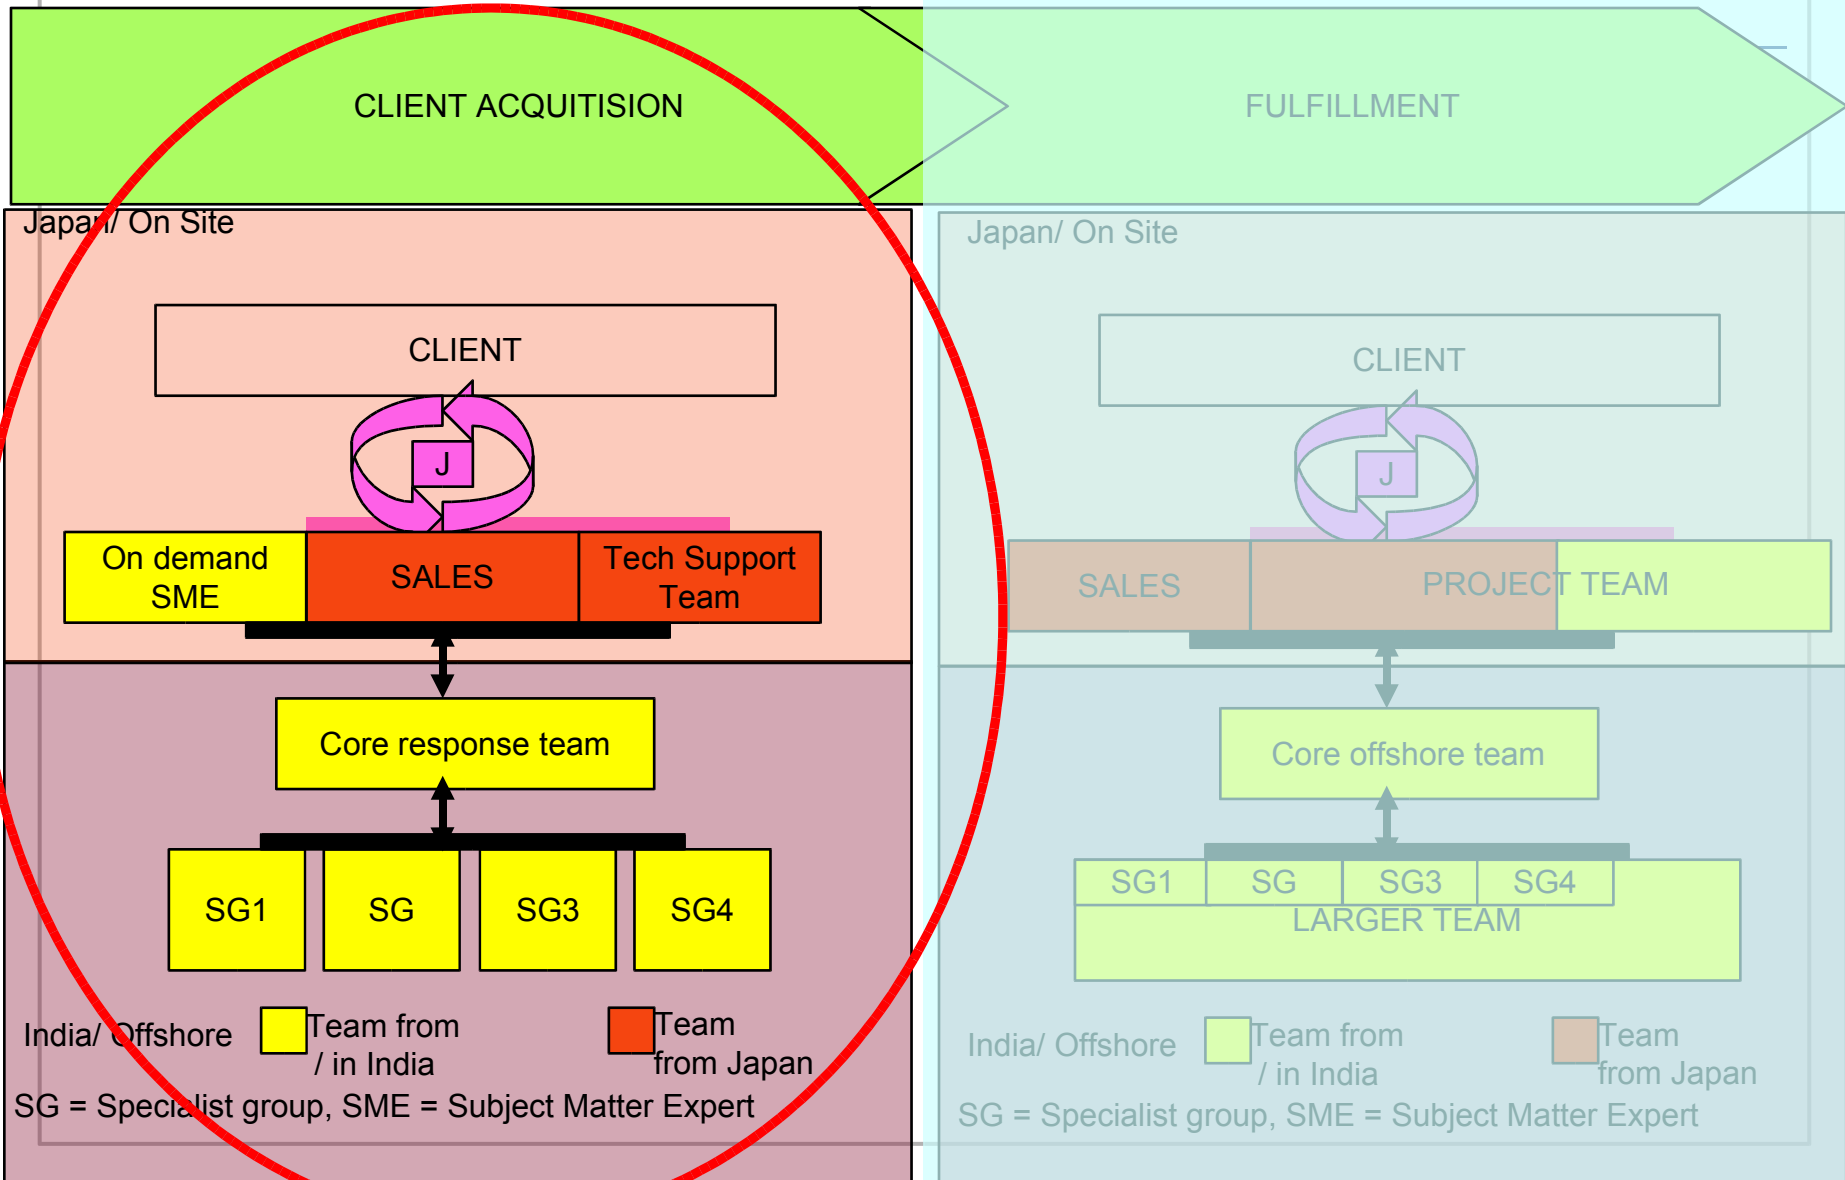 CLIENT ACQUITISION
Japan/ On Site
CLIENT
J
On demand
SME
SALES
Tech Support
Team
Core response team
SG1
SG
SG3
SG4
India/ Offshore
Team from
/ in India
Team
from Japan
SG = Specialist group, SME = Subject Matter Expert
FULFILLMENT
Japan/ On Site
CLIENT
J
SALES
PROJECT TEAM
Core offshore team
SG1
SG
SG3
SG4
LARGER TEAM
India/ Offshore
Team from
/ in India
Team
from Japan
SG = Specialist group, SME = Subject Matter Expert